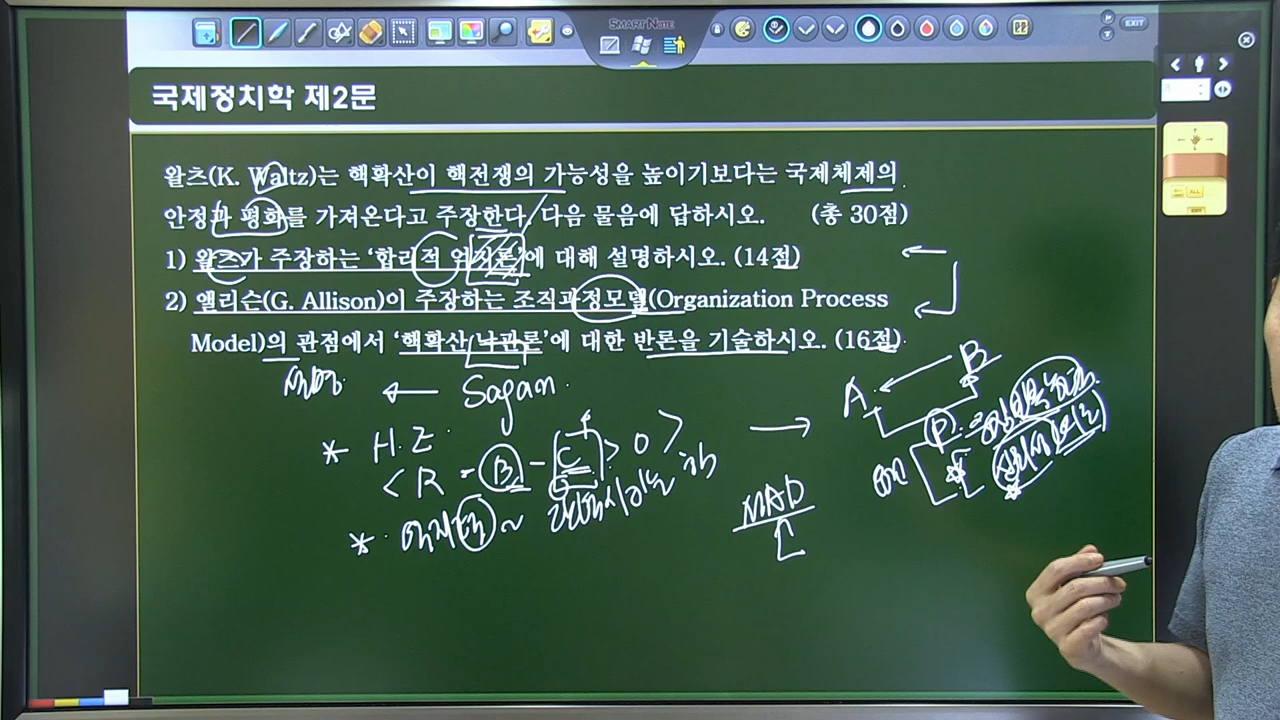 SMART NOTE
EXIT
국제정치학 제2문
왈츠(K. Waltz)는 핵확산이 핵전쟁의 가능성을 높이기보다는 국제체제의
안정과 평화를 가져온다고 주장한다. 다음 물음에 답하시오. (총 30점)
1) 왈츠가 주장하는 '합리적 억지론'에 대해 설명하시오. (14점)
2) 앨리슨(G. Allison)이 주장하는 조직과정모델(Organization Process
Model)의 관점에서 '핵확산 낙관론'에 대한 반론을 기술하시오. (16점)
Sagan
B
A
* H.E
< R = B - C > 0 >
P
MAD
*